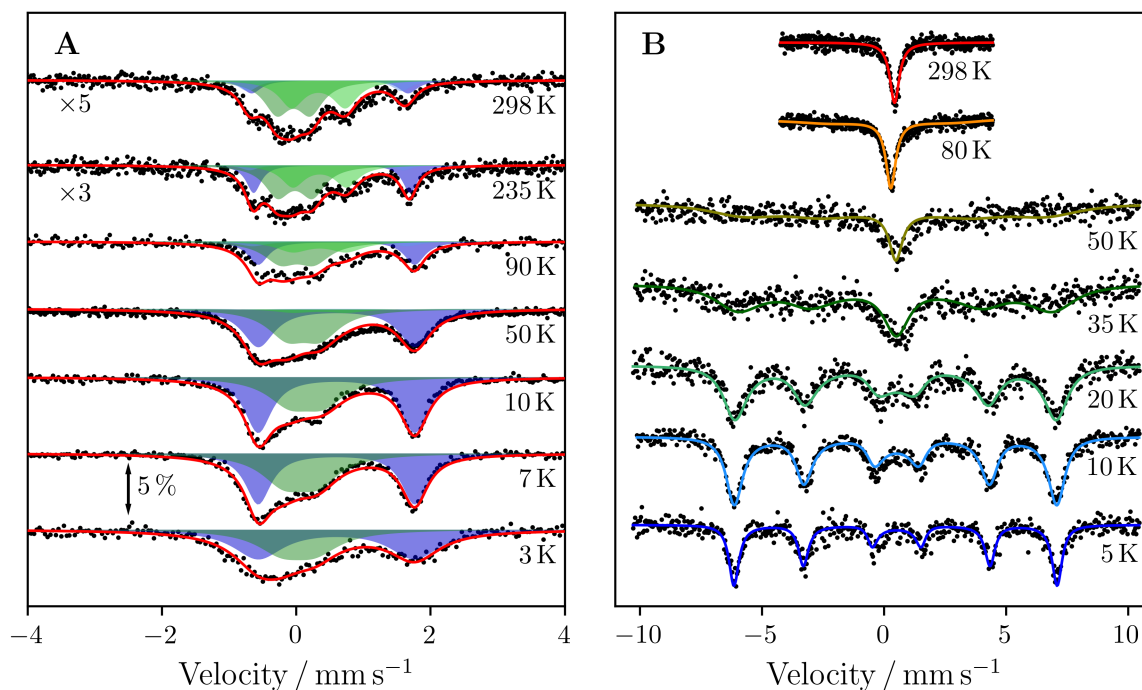 A
298 K
×5
235 K
×3
90 K
50 K
10 K
7 K
5 %
3 K
−4 −2 0 2 4
Velocity / mm s⁻¹
B
298 K
80 K
50 K
35 K
20 K
10 K
5 K
−10 −5 0 5 10
Velocity / mm s⁻¹